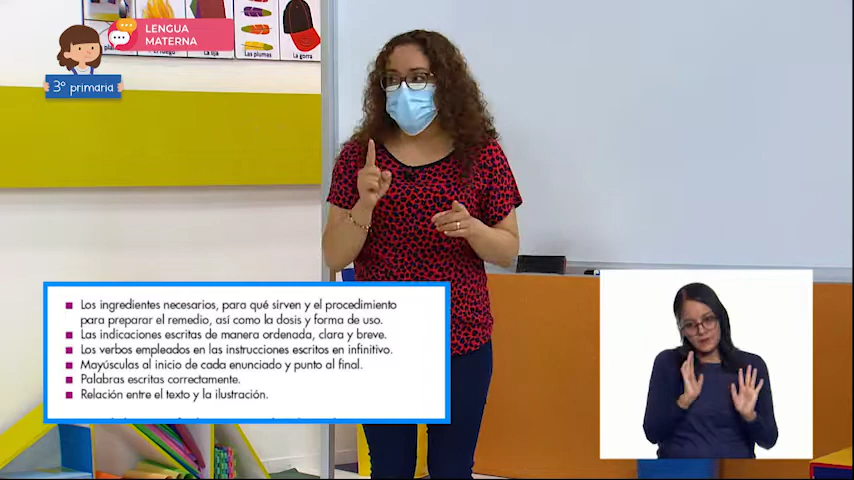 LENGUA
MATERNA
3º primaria
La lija
Las plumas
La gorra
Los ingredientes necesarios, para qué sirven y el procedimiento
para preparar el remedio, así como la dosis y forma de uso.
Las indicaciones escritas de manera ordenada, clara y breve.
Los verbos empleados en las instrucciones escritos en infinitivo.
Mayúsculas al inicio de cada enunciado y punto al final.
Palabras escritas correctamente.
Relación entre el texto y la ilustración.